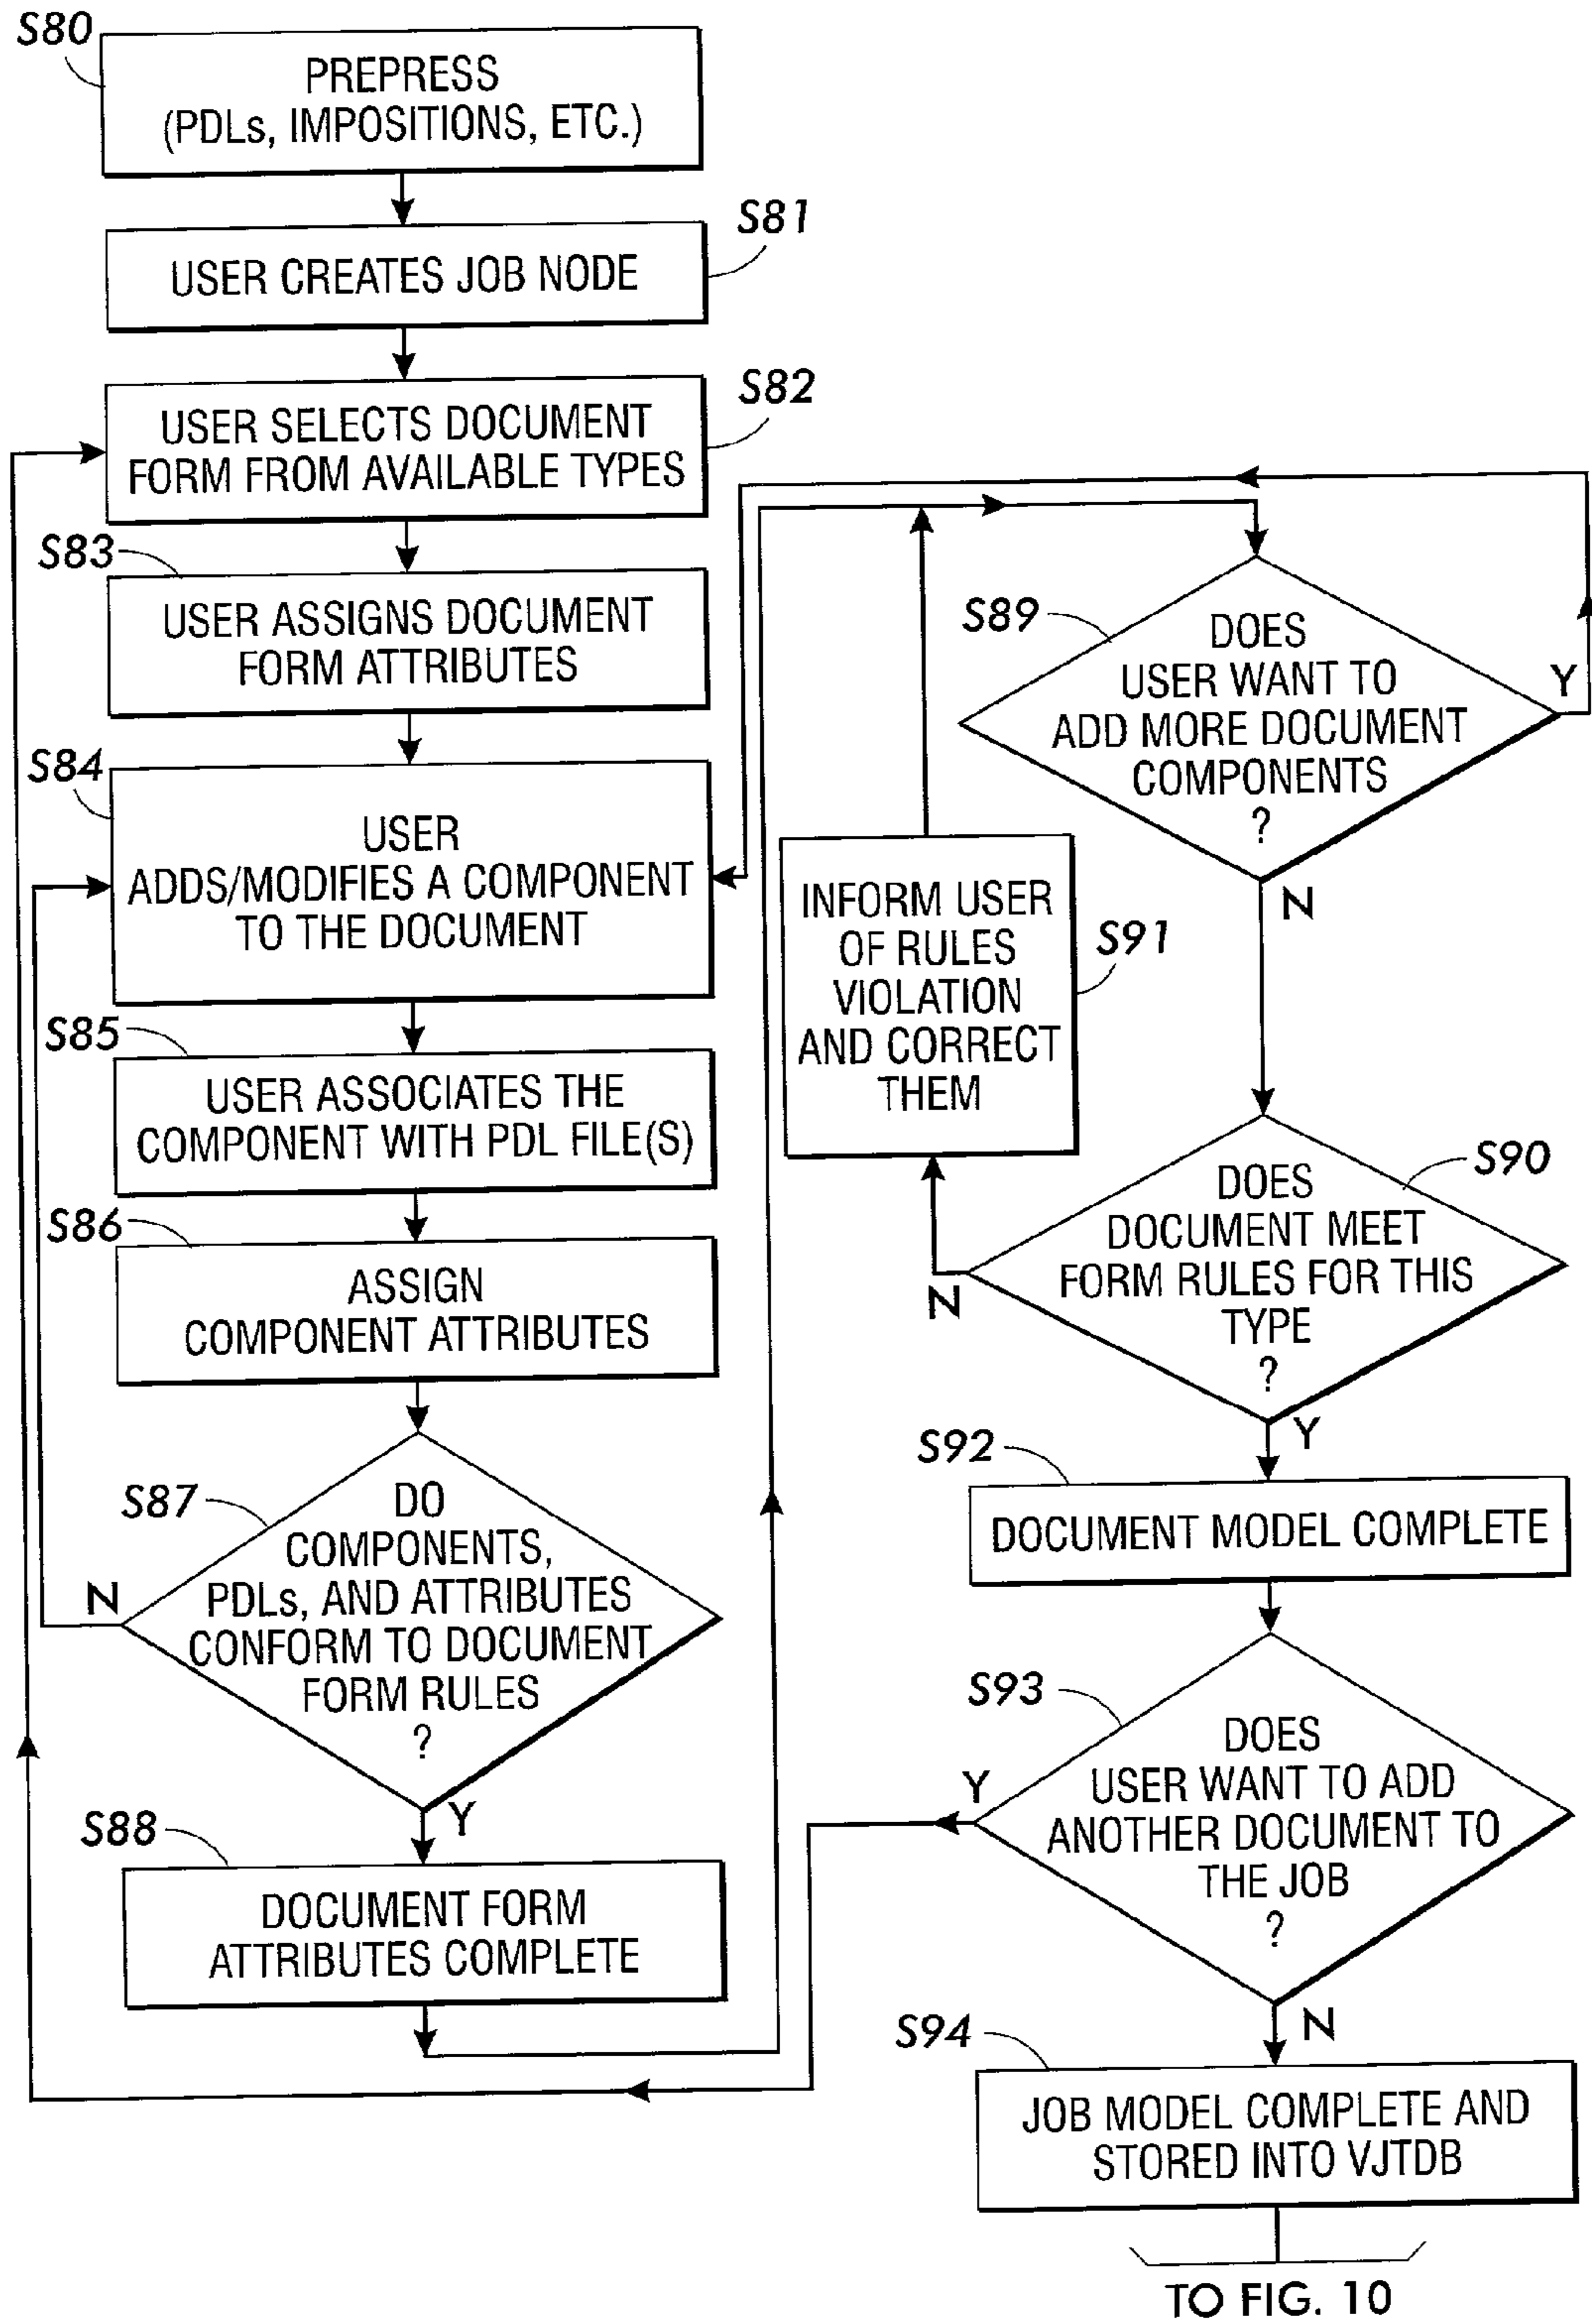 S80
PREPRESS
(PDLs, IMPOSITIONS, ETC.)
S81
USER CREATES JOB NODE
S82
USER SELECTS DOCUMENT
FORM FROM AVAILABLE TYPES
S83
USER ASSIGNS DOCUMENT
FORM ATTRIBUTES
S84
USER
ADDS/MODIFIES A COMPONENT
TO THE DOCUMENT
S85
USER ASSOCIATES THE
COMPONENT WITH PDL FILE(S)
S86
ASSIGN
COMPONENT ATTRIBUTES
S87
DO
COMPONENTS,
PDLs, AND ATTRIBUTES
CONFORM TO DOCUMENT
FORM RULES
?
N
Y
S88
DOCUMENT FORM
ATTRIBUTES COMPLETE
S89
DOES
USER WANT TO
ADD MORE DOCUMENT
COMPONENTS
?
Y
N
INFORM USER
OF RULES
VIOLATION
AND CORRECT
THEM
S91
S90
DOES
DOCUMENT MEET
FORM RULES FOR THIS
TYPE
?
N
Y
S92
DOCUMENT MODEL COMPLETE
S93
DOES
USER WANT TO ADD
ANOTHER DOCUMENT TO
THE JOB
?
Y
N
S94
JOB MODEL COMPLETE AND
STORED INTO VJTDB
TO FIG. 10